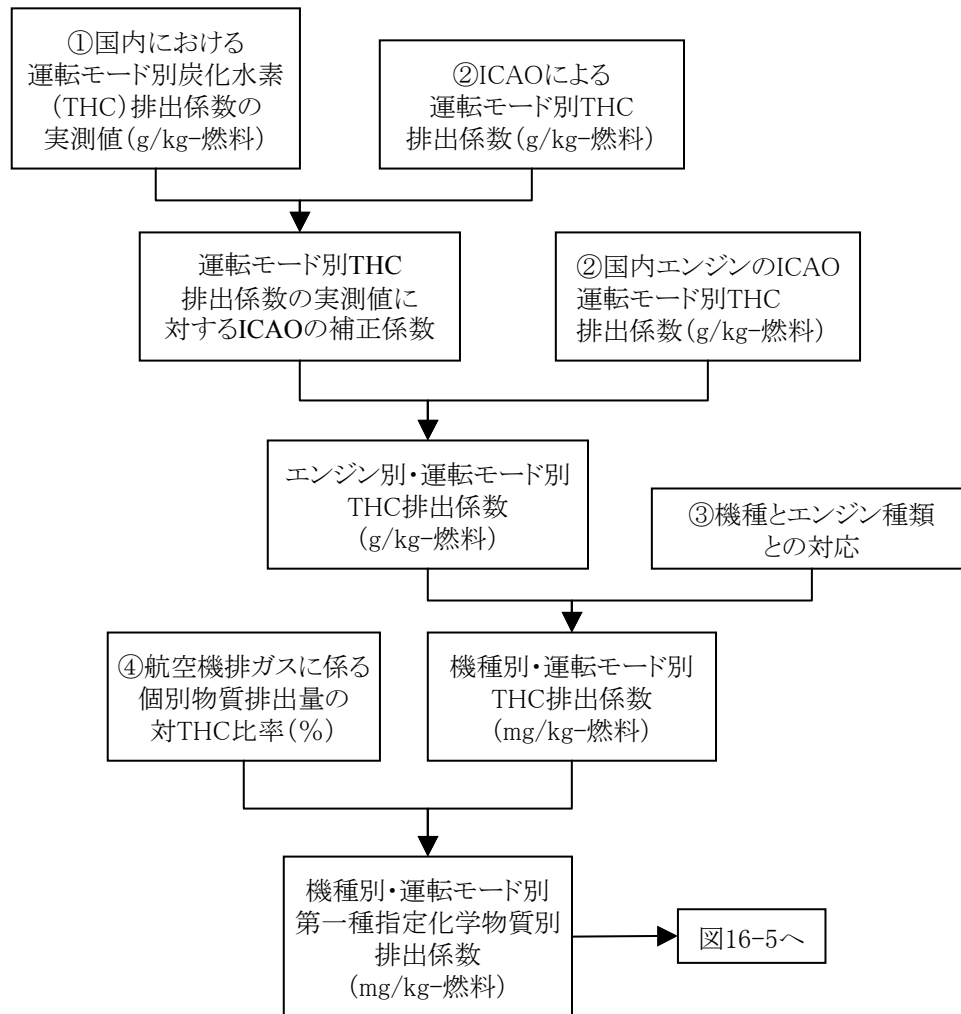 ①国内における
運転モード別炭化水素
(THC)排出係数の
実測値(g/kg-燃料)
②ICAOによる
運転モード別THC
排出係数(g/kg-燃料)
運転モード別THC
排出係数の実測値に
対するICAOの補正係数
②国内エンジンのICAO
運転モード別THC
排出係数(g/kg-燃料)
エンジン別・運転モード別
THC排出係数
(g/kg-燃料)
③機種とエンジン種類
との対応
④航空機排ガスに係る
個別物質排出量の
対THC比率(%)
機種別・運転モード別
THC排出係数
(mg/kg-燃料)
機種別・運転モード別
第一種指定化学物質別
排出係数
(mg/kg-燃料)
図16-5へ